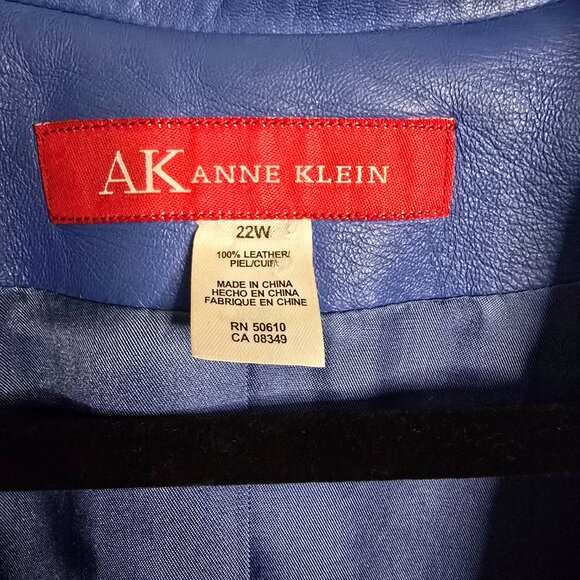 AK ANNE KLEIN
22W
100% LEATHER/
PIEL/CUIR
MADE IN CHINA
HECHO EN CHINA
FABRIQUE EN CHINE
RN 50610
CA 08349